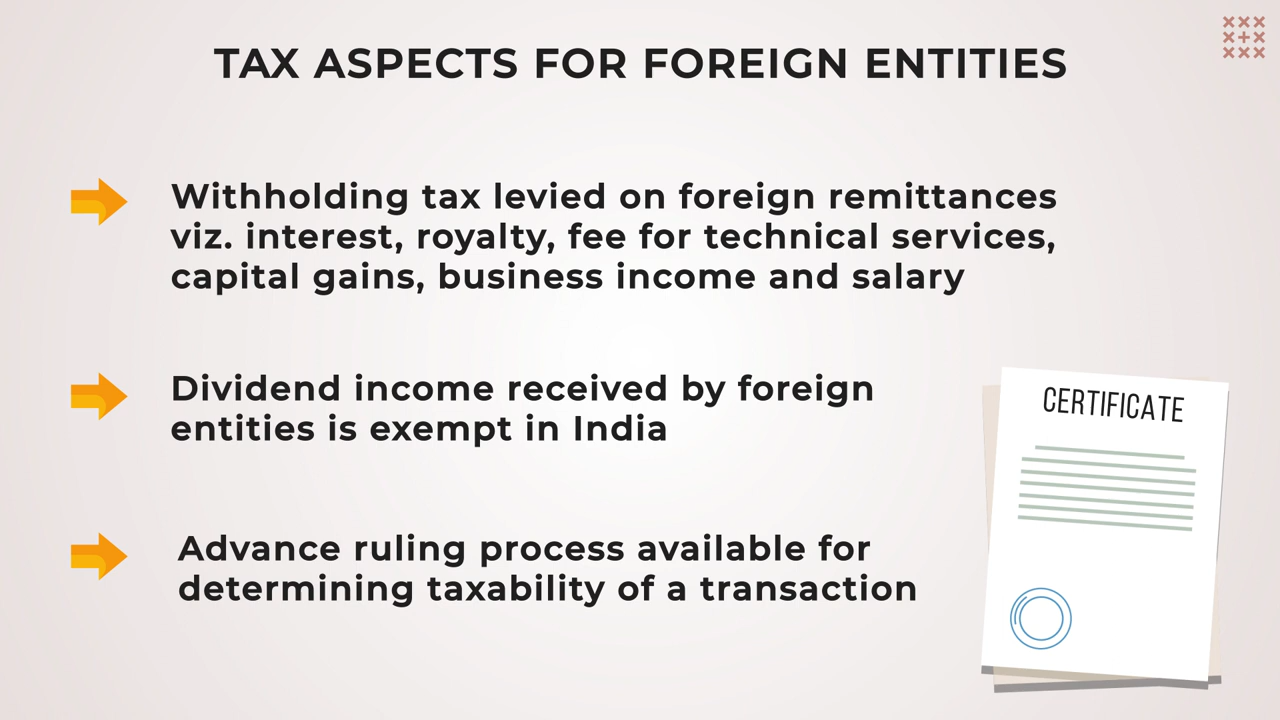 TAX ASPECTS FOR FOREIGN ENTITIES
Withholding tax levied on foreign remittances
viz. interest, royalty, fee for technical services,
capital gains, business income and salary
Dividend income received by foreign
entities is exempt in India
Advance ruling process available for
determining taxability of a transaction
CERTIFICATE